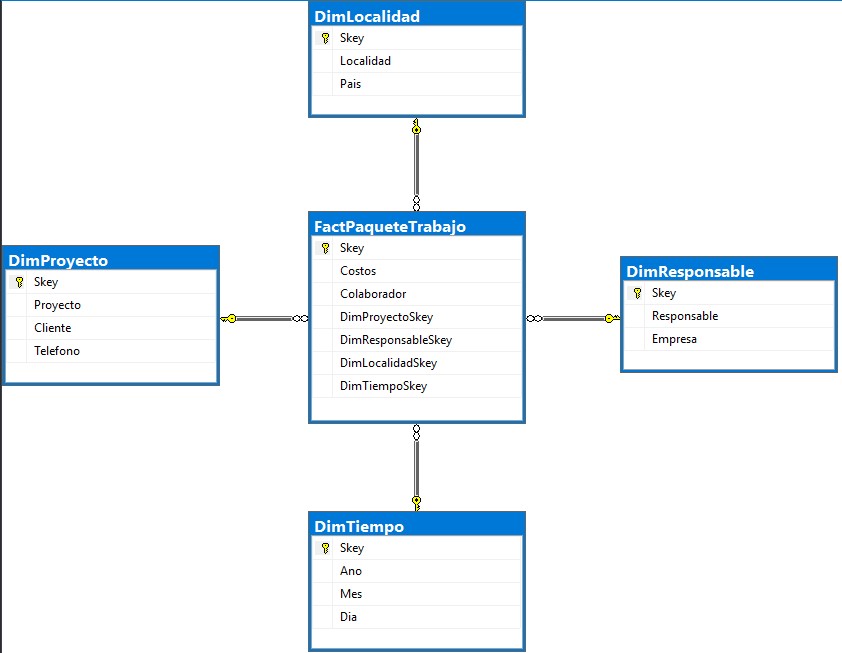 DimLocalidad
Skey
Localidad
Pais
FactPaqueteTrabajo
Skey
Costos
Colaborador
DimProyectoSkey
DimResponsableSkey
DimLocalidadSkey
DimTiempoSkey
DimProyecto
Skey
Proyecto
Cliente
Telefono
DimResponsable
Skey
Responsable
Empresa
DimTiempo
Skey
Ano
Mes
Dia